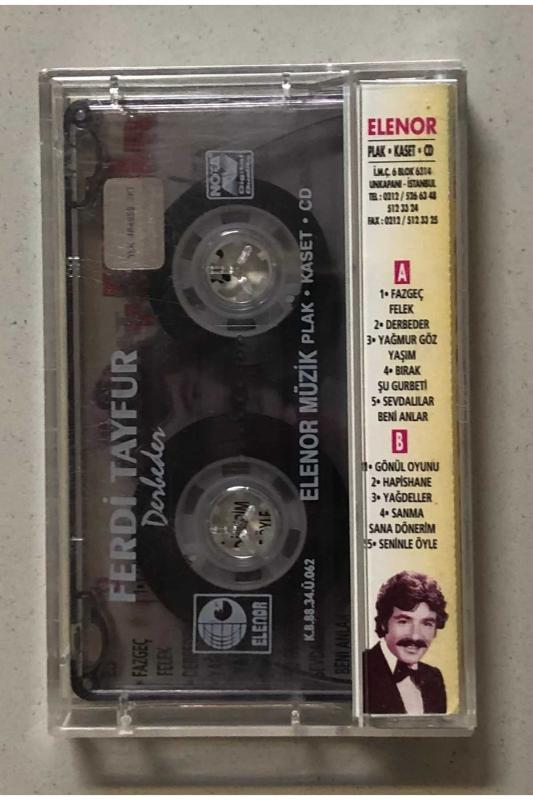 ELENOR
PLAK • KASET • CD
İ.M.Ç. 6 BLOK 6314
UNKAPANI - İSTANBUL
TEL : 0212 / 526 63 48
512 33 24
FAX : 0212 / 512 33 25
A
1• FAZGEÇ
FELEK
2• DERBEDER
3• YAĞMUR GÖZ
YAŞIM
4• BIRAK
ŞU GURBETİ
5• SEVDALILAR
BENİ ANLAR
B
1• GÖNÜL OYUNU
2• HAPİSHANE
3• YAĞDELLER
4• SANMA
SANA DÖNERİM
5• SENİNLE ÖYLE
FERDİ TAYFUR
Derbeder
NOTA
Digital
ELENOR MÜZİK PLAK • KASET • CD
K.B.88.34.Ü.062
ELENOR
FAZGEÇ
FELEK
BENİ ANLAR